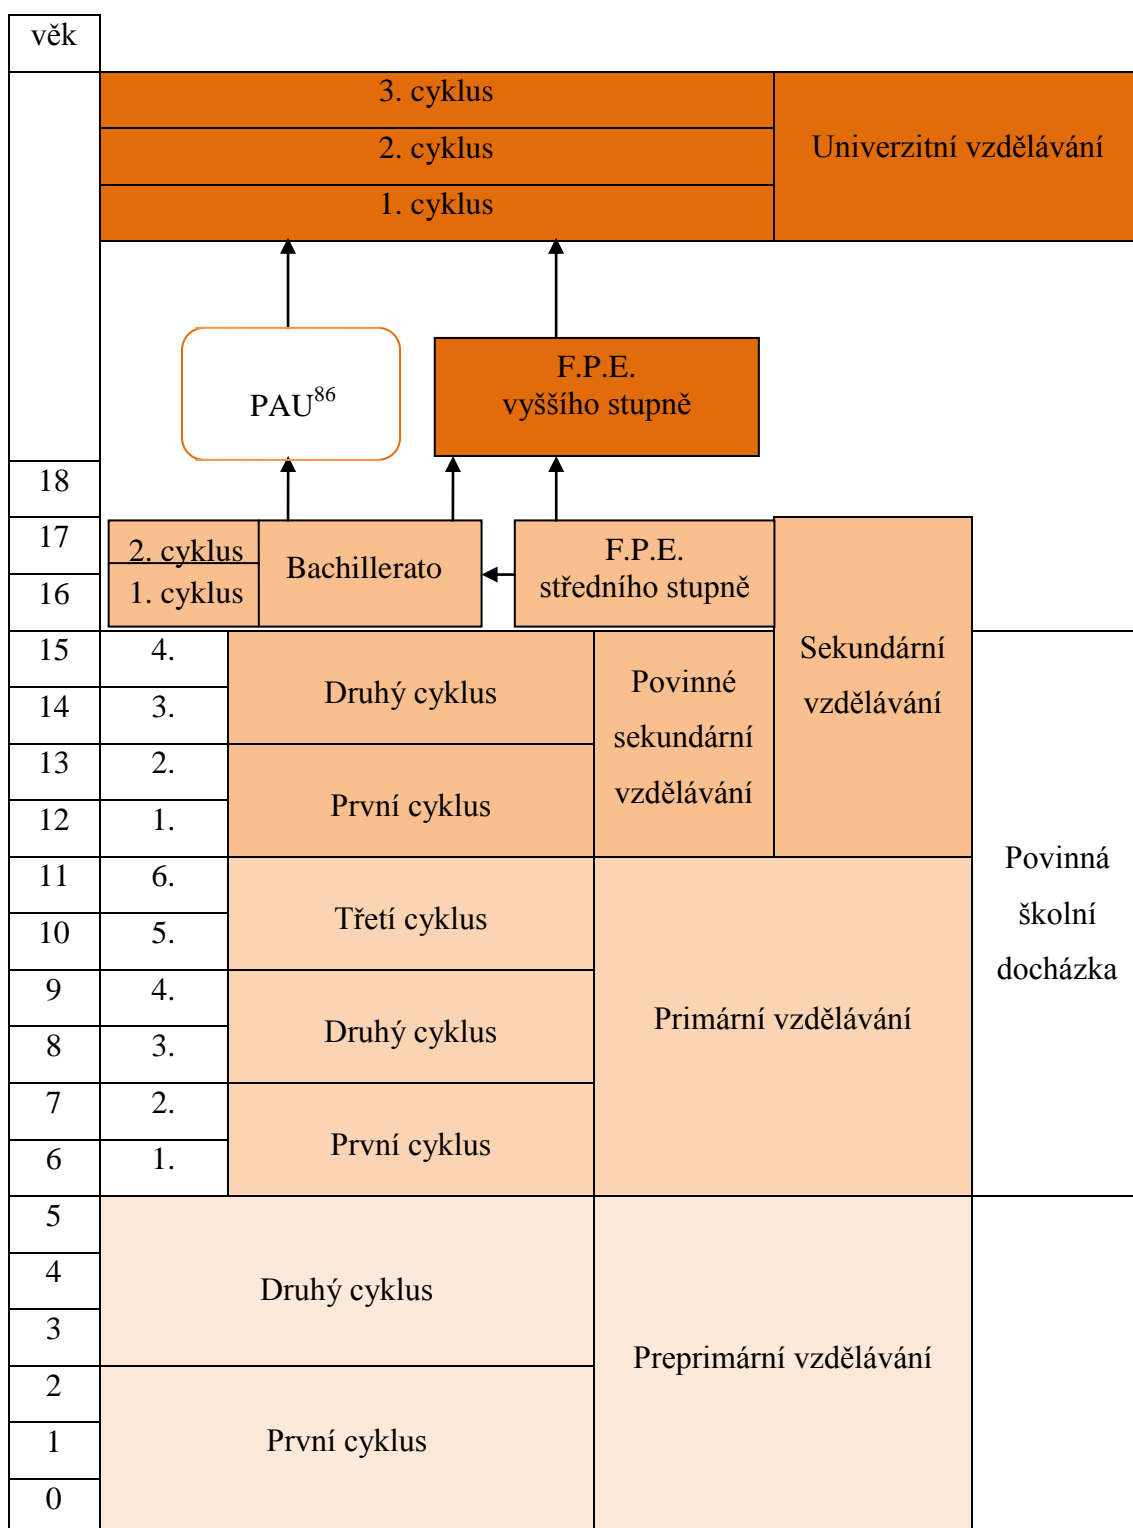 věk
3. cyklus
2. cyklus
Univerzitní vzdělávání
1. cyklus
PAU86
F.P.E.
vyššího stupně
18
17
2. cyklus
Bachillerato
F.P.E.
středního stupně
16
1. cyklus
15
4.
Druhý cyklus
Povinné
sekundární
vzdělávání
Sekundární
vzdělávání
14
3.
13
2.
První cyklus
12
1.
Povinná
školní
docházka
11
6.
Třetí cyklus
10
5.
9
4.
Druhý cyklus
Primární vzdělávání
8
3.
7
2.
První cyklus
6
1.
5
4
Druhý cyklus
3
Preprimární vzdělávání
2
1
První cyklus
0